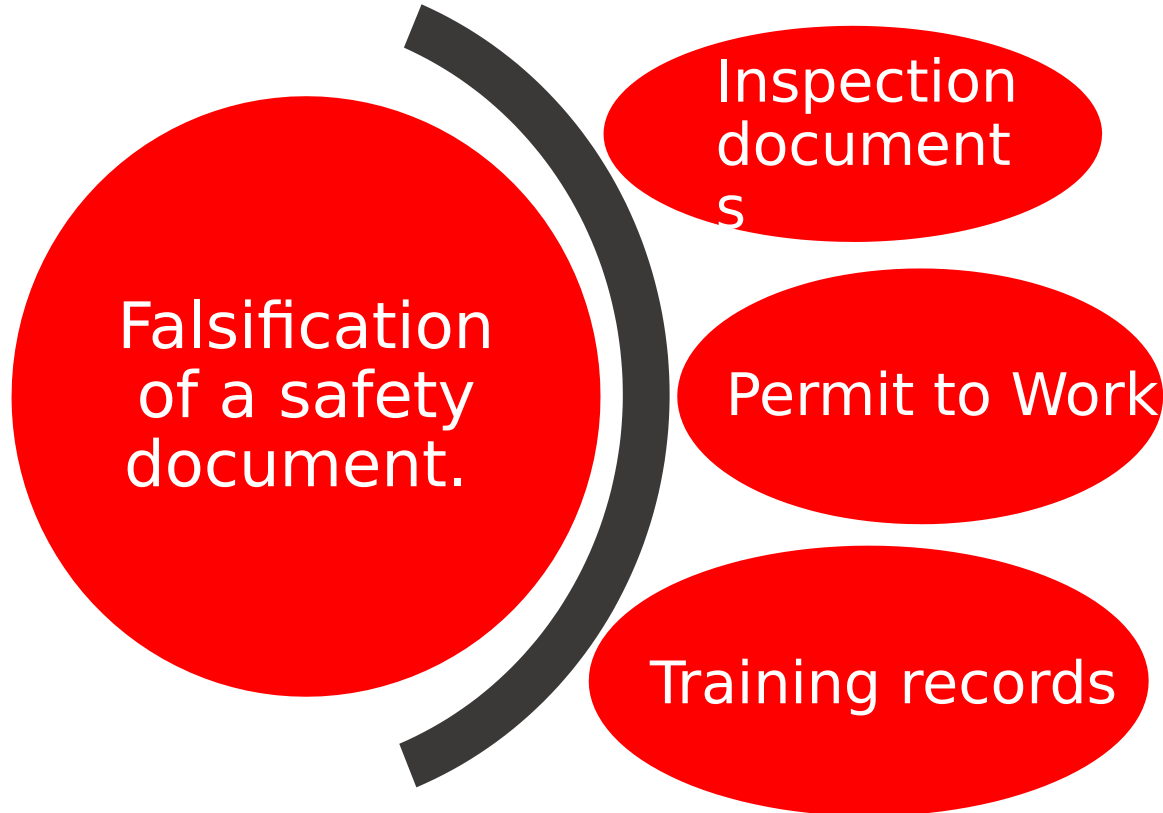 Falsification
of a safety
document.
Inspection
document
s
Permit to Work
Training records